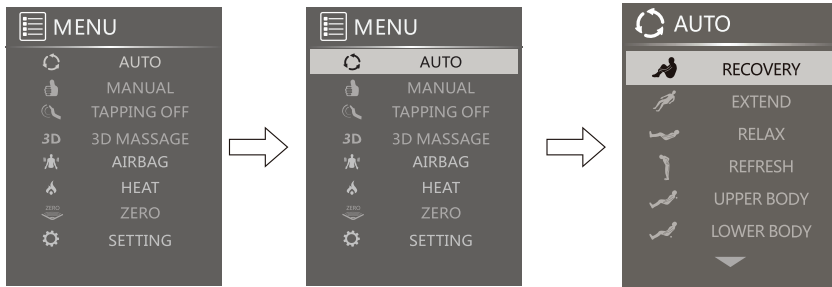 MENU
AUTO
MANUAL
TAPPING OFF
3D 3D MASSAGE
AIRBAG
HEAT
ZERO ZERO
SETTING
MENU
AUTO
MANUAL
TAPPING OFF
3D 3D MASSAGE
AIRBAG
HEAT
ZERO ZERO
SETTING
AUTO
RECOVERY
EXTEND
RELAX
REFRESH
UPPER BODY
LOWER BODY